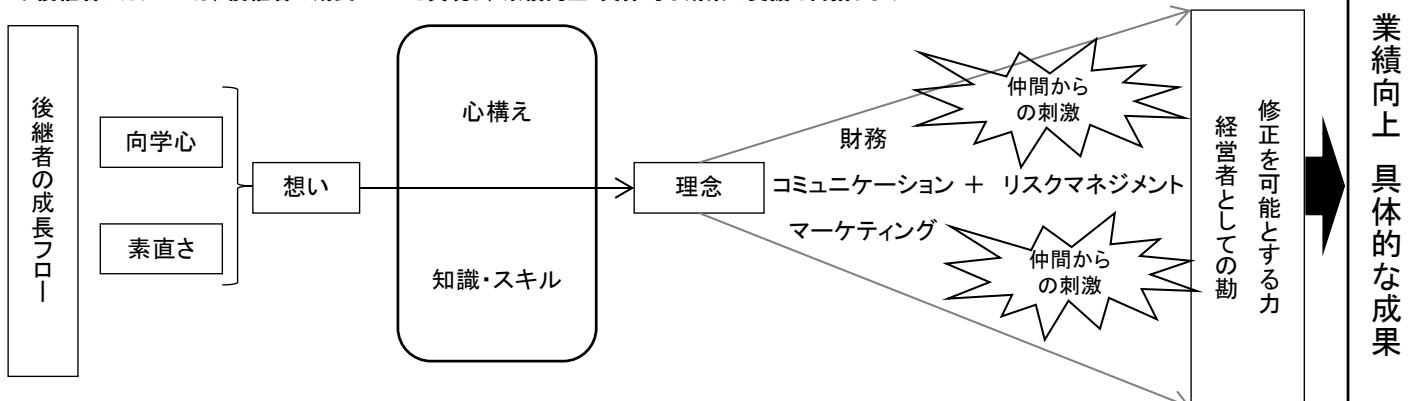 後継者の成長フロー
向学心
素直さ
想い
心構え
知識・スキル
理念
財務
コミュニケーション ＋ リスクマネジメント
マーケティング
仲間から
の刺激
仲間から
の刺激
修正を可能とする力
経営者としての勘
業績向上 具体的な成果